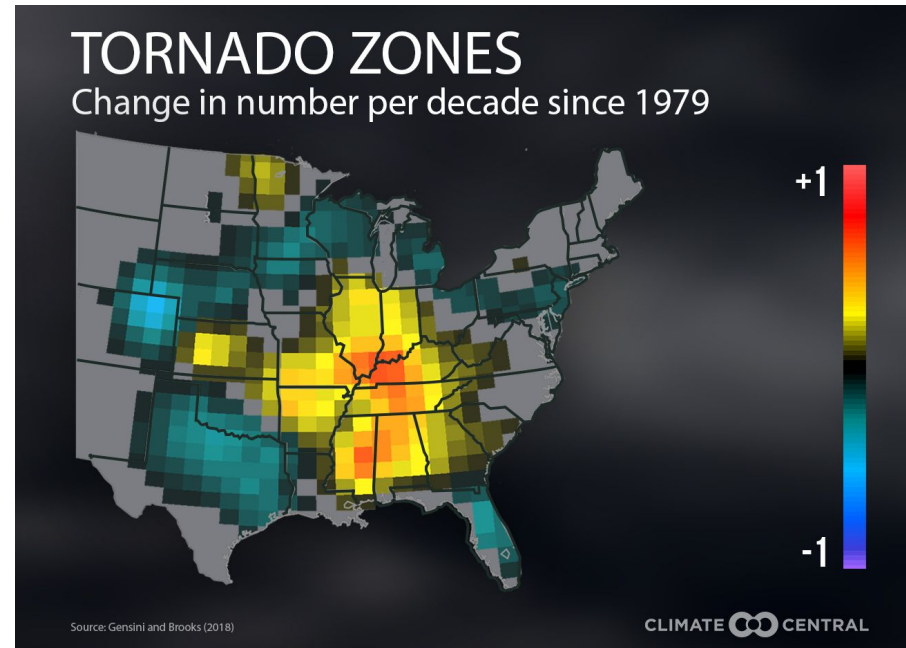 TORNADO ZONES
Change in number per decade since 1979
+1
-1
Source: Gensini and Brooks (2018)
CLIMATE CENTRAL